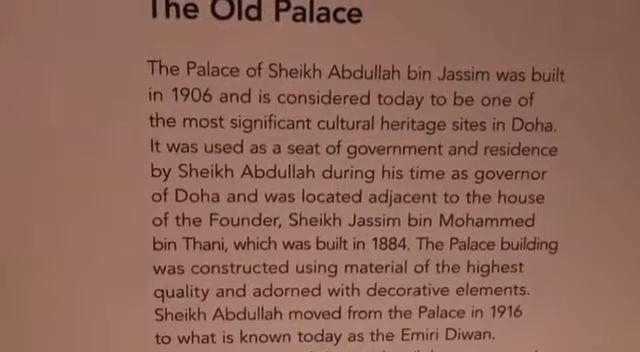 The Old Palace
The Palace of Sheikh Abdullah bin Jassim was built
in 1906 and is considered today to be one of
the most significant cultural heritage sites in Doha.
It was used as a seat of government and residence
by Sheikh Abdullah during his time as governor
of Doha and was located adjacent to the house
of the Founder, Sheikh Jassim bin Mohammed
bin Thani, which was built in 1884. The Palace building
was constructed using material of the highest
quality and adorned with decorative elements.
Sheikh Abdullah moved from the Palace in 1916
to what is known today as the Emiri Diwan.